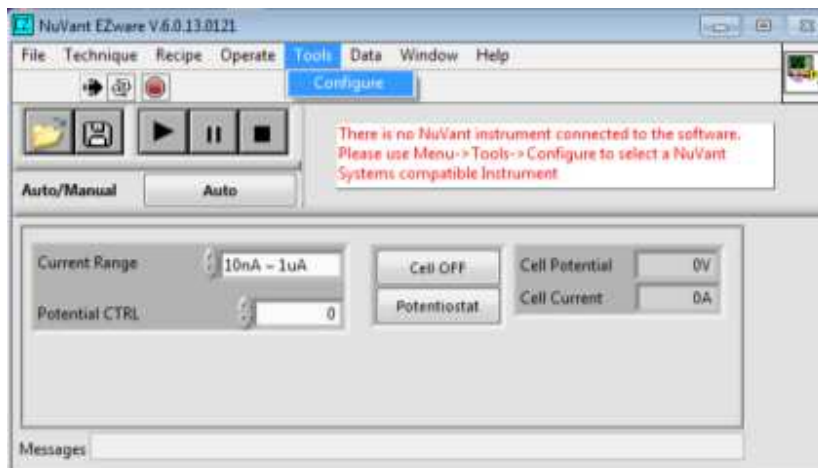 NuVant EZware V.6.0.13.0121
File Technique Recipe Operate Tools Data Window Help
Configure
There is no NuVant instrument connected to the software.
Please use Menu->Tools->Configure to select a NuVant
Systems compatible Instrument
Auto/Manual Auto
Current Range 10nA – 1uA Cell OFF Cell Potential 0V
Potential CTRL 0 Potentiostat Cell Current 0A
Messages